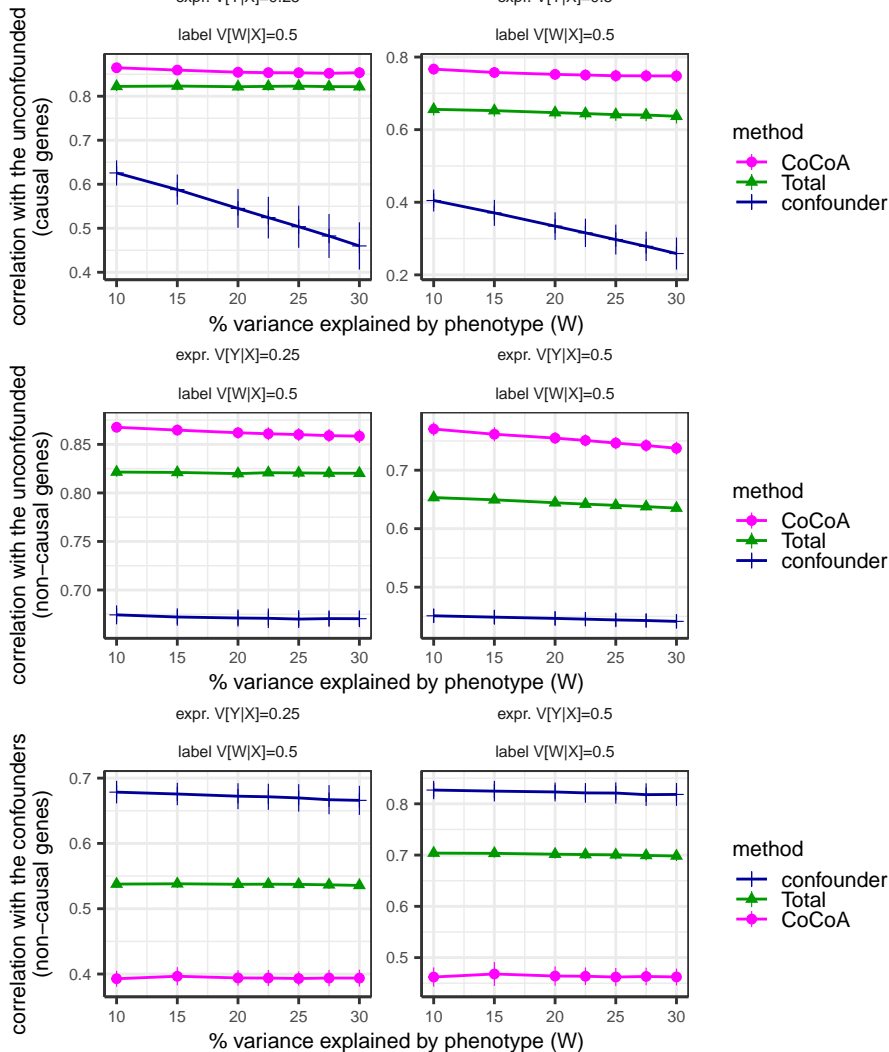 expr. V[Y|X]=0.25
expr. V[Y|X]=0.5
label V[W|X]=0.5
label V[W|X]=0.5
correlation with the unconfounded
(causal genes)
0.8
0.7
0.6
0.5
0.4
0.8
0.6
0.4
0.2
10 15 20 25 30
10 15 20 25 30
% variance explained by phenotype (W)
method
CoCoA
Total
confounder
expr. V[Y|X]=0.25
expr. V[Y|X]=0.5
label V[W|X]=0.5
label V[W|X]=0.5
correlation with the unconfounded
(non−causal genes)
0.85
0.80
0.75
0.70
0.7
0.6
0.5
10 15 20 25 30
10 15 20 25 30
% variance explained by phenotype (W)
method
CoCoA
Total
confounder
expr. V[Y|X]=0.25
expr. V[Y|X]=0.5
label V[W|X]=0.5
label V[W|X]=0.5
correlation with the confounders
(non−causal genes)
0.7
0.6
0.5
0.4
0.8
0.7
0.6
0.5
10 15 20 25 30
10 15 20 25 30
% variance explained by phenotype (W)
method
confounder
Total
CoCoA